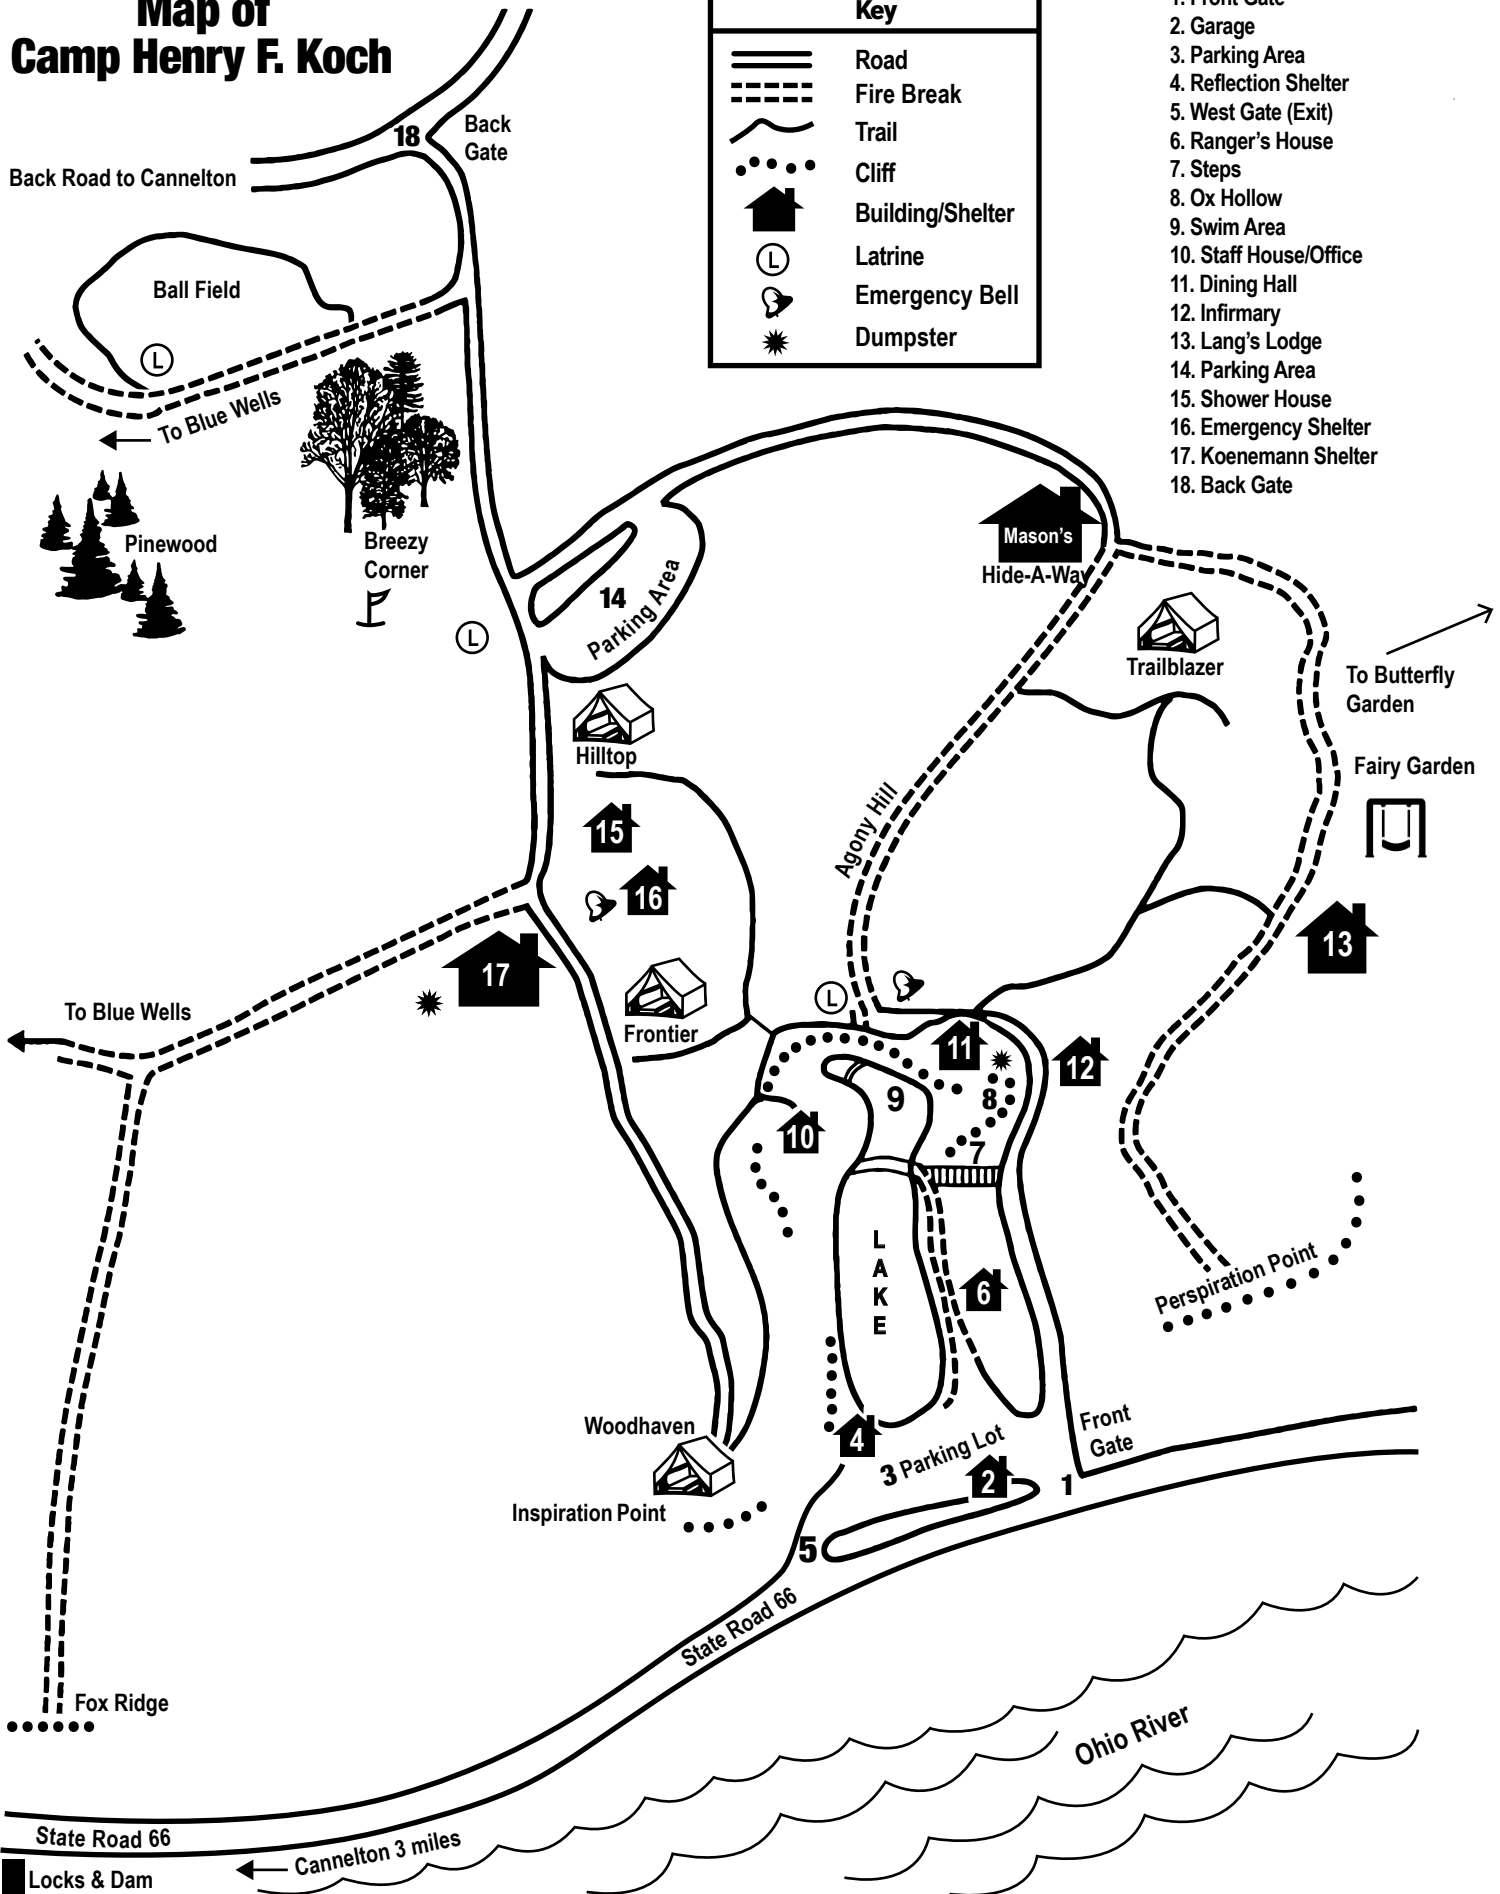 Map of
Camp Henry F. Koch
Key
Road
Fire Break
Trail
Cliff
Building/Shelter
L
Latrine
Emergency Bell
Dumpster
1. Front Gate
2. Garage
3. Parking Area
4. Reflection Shelter
5. West Gate (Exit)
6. Ranger's House
7. Steps
8. Ox Hollow
9. Swim Area
10. Staff House/Office
11. Dining Hall
12. Infirmary
13. Lang's Lodge
14. Parking Area
15. Shower House
16. Emergency Shelter
17. Koenemann Shelter
18. Back Gate
18
Back
Gate
Back Road to Cannelton
Ball Field
L
To Blue Wells
Pinewood
Breezy
Corner
L
14
Parking Area
Mason's
Hide-A-Way
Trailblazer
To Butterfly
Garden
Fairy Garden
Hilltop
15
Agony Hill
16
13
17
To Blue Wells
Frontier
L
11
12
9
8
10
7
LAKE
6
Perspiration Point
Woodhaven
4
3 Parking Lot
Front
Gate
2
1
Inspiration Point
5
State Road 66
Fox Ridge
Ohio River
State Road 66
Cannelton 3 miles
Locks & Dam